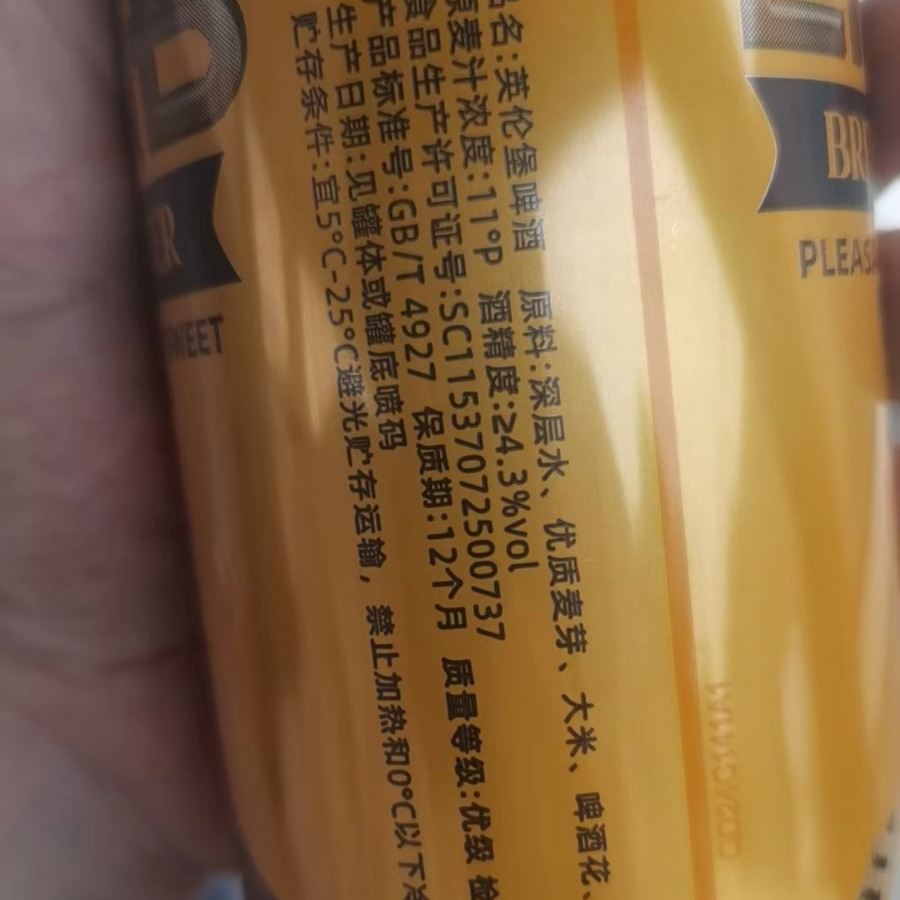 品名:英伦堡啤酒 原料:深层水、优质麦芽、大米、啤酒花、
原麦汁浓度:11°P 酒精度:≥4.3%vol
食品生产许可证号:SC11537072500737
产品标准号:GB/T 4927 保质期:12个月 质量等级:优级 检
生产日期:见罐体或罐底喷码
贮存条件:宜5°C-25°C避光贮存运输,禁止加热和0°C以下冷
SWEET
BR
PLEASA